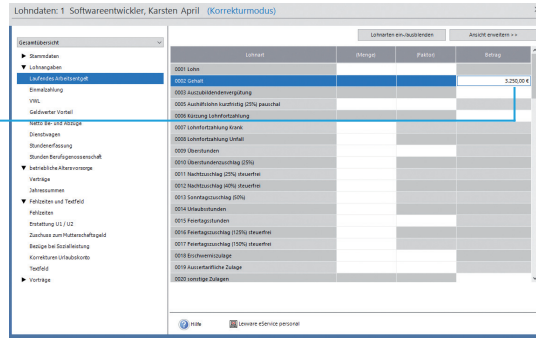 Lohndaten: 1 Softwareentwickler, Karsten April (Korrekturmodus)
Lohnarten ein-/ausblenden
Ansicht erweitern >>
Gesamtübersicht
▶ Stammdaten
▼ Lohnangaben
Laufendes Arbeitsentgelt
Einmalzahlung
VWL
Geldwerter Vorteil
Netto Be- und Abzüge
Dienstwagen
Stundenerfassung
Stunden Berufsgenossenschaft
▼ betriebliche Altersvorsorge
Verträge
Jahressummen
▼ Fehlzeiten und Textfeld
Fehlzeiten
Erstattung U1 / U2
Zuschuss zum Mutterschaftsgeld
Bezüge bei Sozialleistung
Korrekturen Urlaubskonto
Textfeld
▶ Vorträge
Lohnart (Menge) (Faktor) Betrag
0001 Lohn
0002 Gehalt 5.250,00 €
0003 Auszubildendenvergütung
0005 Aushilfslohn kurzfristig (25%) pauschal
0006 Kürzung Lohnfortzahlung
0007 Lohnfortzahlung Krank
0008 Lohnfortzahlung Unfall
0009 Überstunden
0010 Überstundenzuschlag (25%)
0011 Nachtzuschlag (25%) steuerfrei
0012 Nachtzuschlag (40%) steuerfrei
0013 Sonntagszuschlag (50%)
0014 Urlaubsstunden
0015 Feiertagsstunden
0016 Feiertagszuschlag (125%) steuerfrei
0017 Feiertagszuschlag (150%) steuerfrei
0018 Erschwerniszulage
0019 Aussertarifliche Zulage
0020 sonstige Zulagen
Hilfe
Lexware eService personal